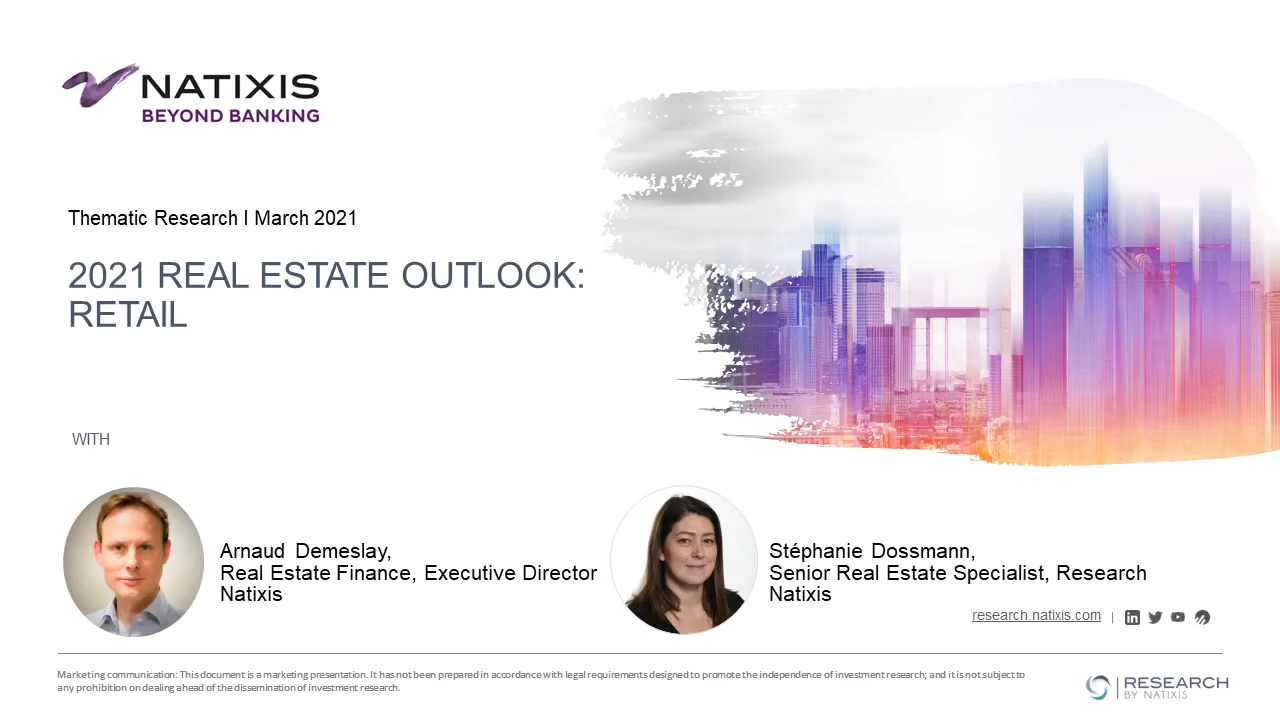 NATIXIS
BEYOND BANKING
Thematic Research I March 2021
2021 REAL ESTATE OUTLOOK:
RETAIL
WITH
Arnaud Demeslay,
Real Estate Finance, Executive Director
Natixis
Stéphanie Dossmann,
Senior Real Estate Specialist, Research
Natixis
research.natixis.com |
Marketing communication: This document is a marketing presentation. It has not been prepared in accordance with legal requirements designed to promote the independence of investment research; and it is not subject to
any prohibition on dealing ahead of the dissemination of investment research.
RESEARCH
BY NATIXIS